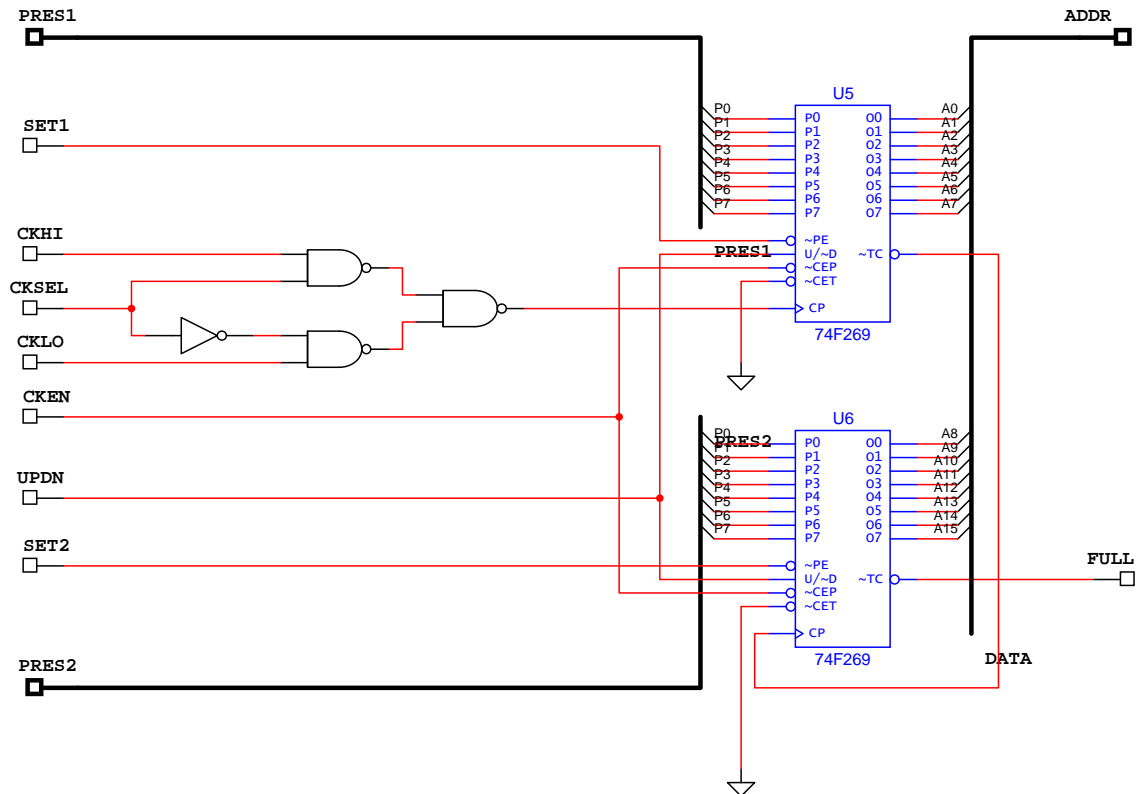 PRES1
ADDR
SET1
CKHI
CKSEL
CKLO
CKEN
UPDN
SET2
PRES2
U5
P0 P0 O0 A0
P1 P1 O1 A1
P2 P2 O2 A2
P3 P3 O3 A3
P4 P4 O4 A4
P5 P5 O5 A5
P6 P6 O6 A6
P7 P7 O7 A7
~PE
PRES1 U/~D ~TC
~CEP
~CET
CP
74F269
U6
P0 PRES2 P0 O0 A8
P1 P1 O1 A9
P2 P2 O2 A10
P3 P3 O3 A11
P4 P4 O4 A12
P5 P5 O5 A13
P6 P6 O6 A14
P7 P7 O7 A15
~PE
U/~D ~TC
~CEP
~CET
CP
74F269
FULL
DATA